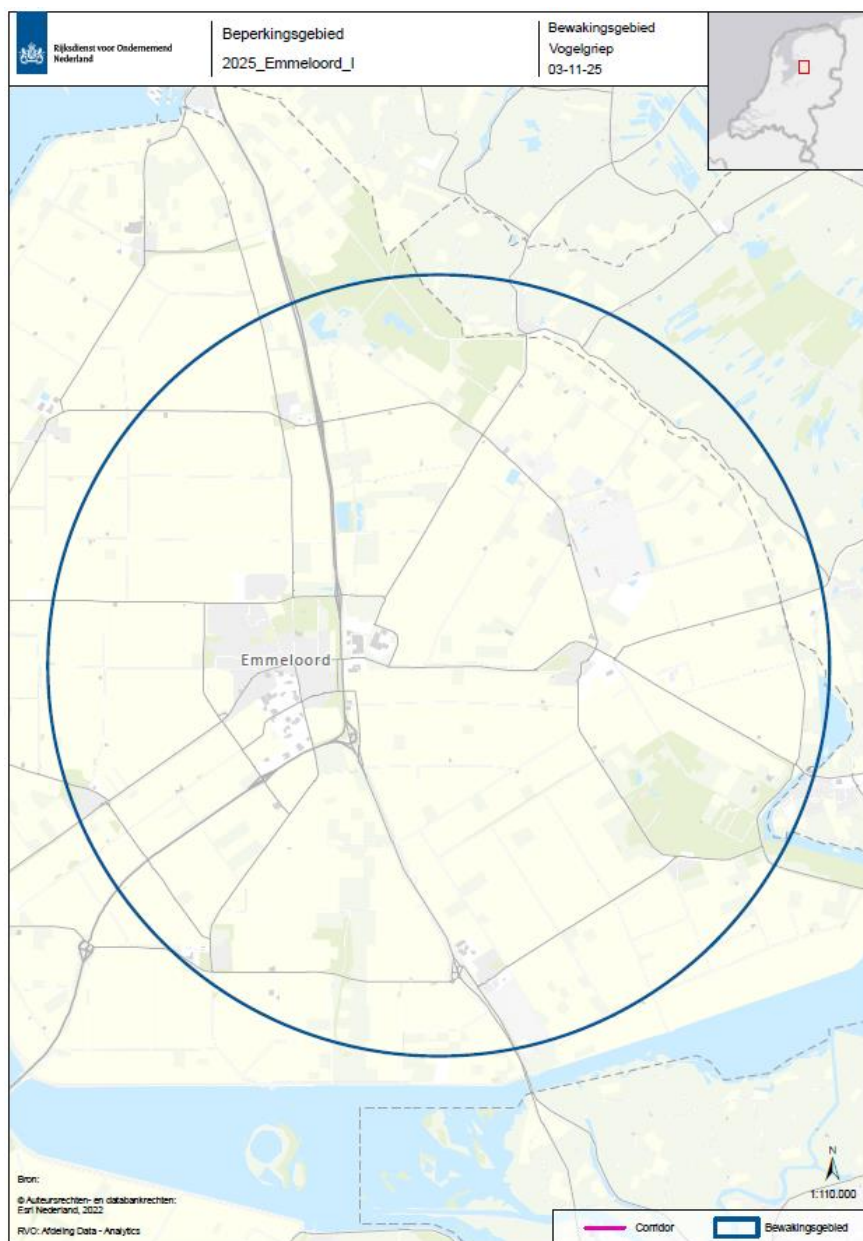 Rijksdienst voor Ondernemend
Nederland
Beperkingsgebied
2025_Emmeloord_I
Bewakingsgebied
Vogelgriep
03-11-25
Emmeloord
N
1:110.000
Bron:
© Auteursrechten- en databankrechten:
Esri Nederland, 2022
RVO: Afdeling Data - Analytics
Corridor
Bewakingsgebied